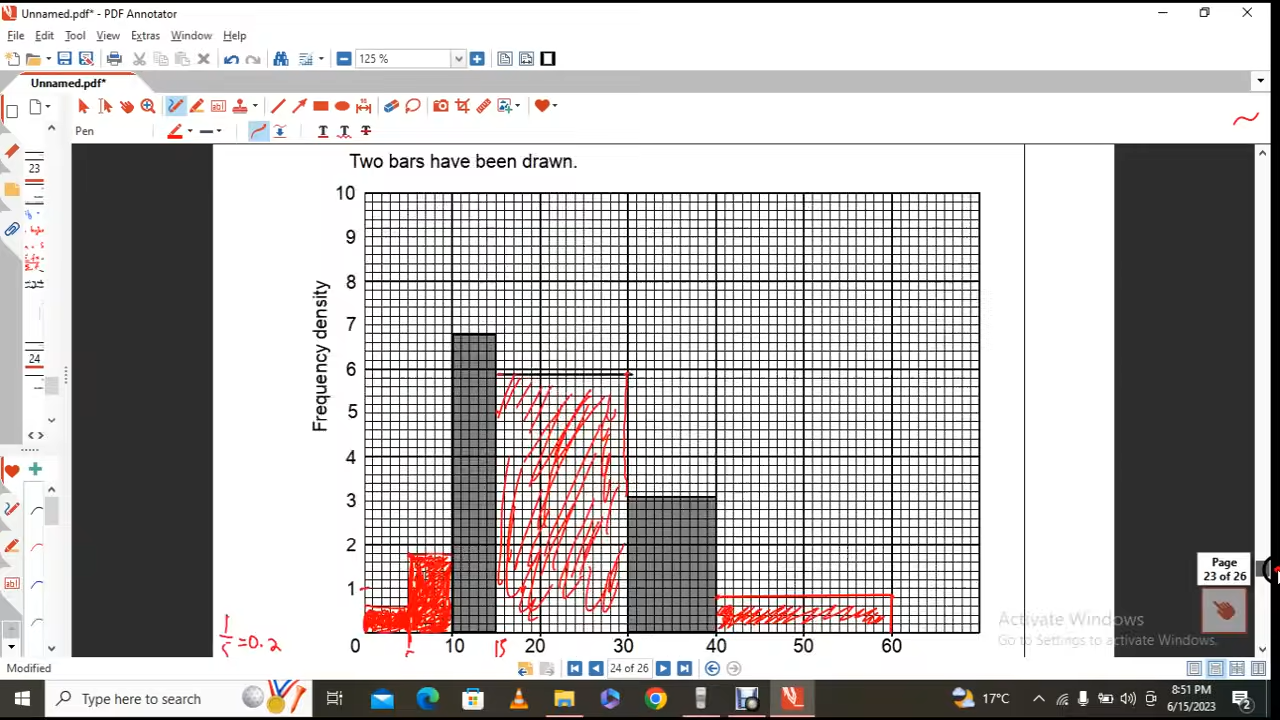 Unnamed.pdf* - PDF Annotator
File Edit Tool View Extras Window Help
125 %
Unnamed.pdf*
Pen
T T T
23
24
Two bars have been drawn.
Frequency density
10
9
8
7
6
5
4
3
2
1
0 5 10 15 20 30 40 50 60
1/5 = 0.2
Page
23 of 26
Activate Windows
Go to Settings to activate Windows.
Modified
24 of 26
Type here to search
17°C
8:51 PM
6/15/2023
2